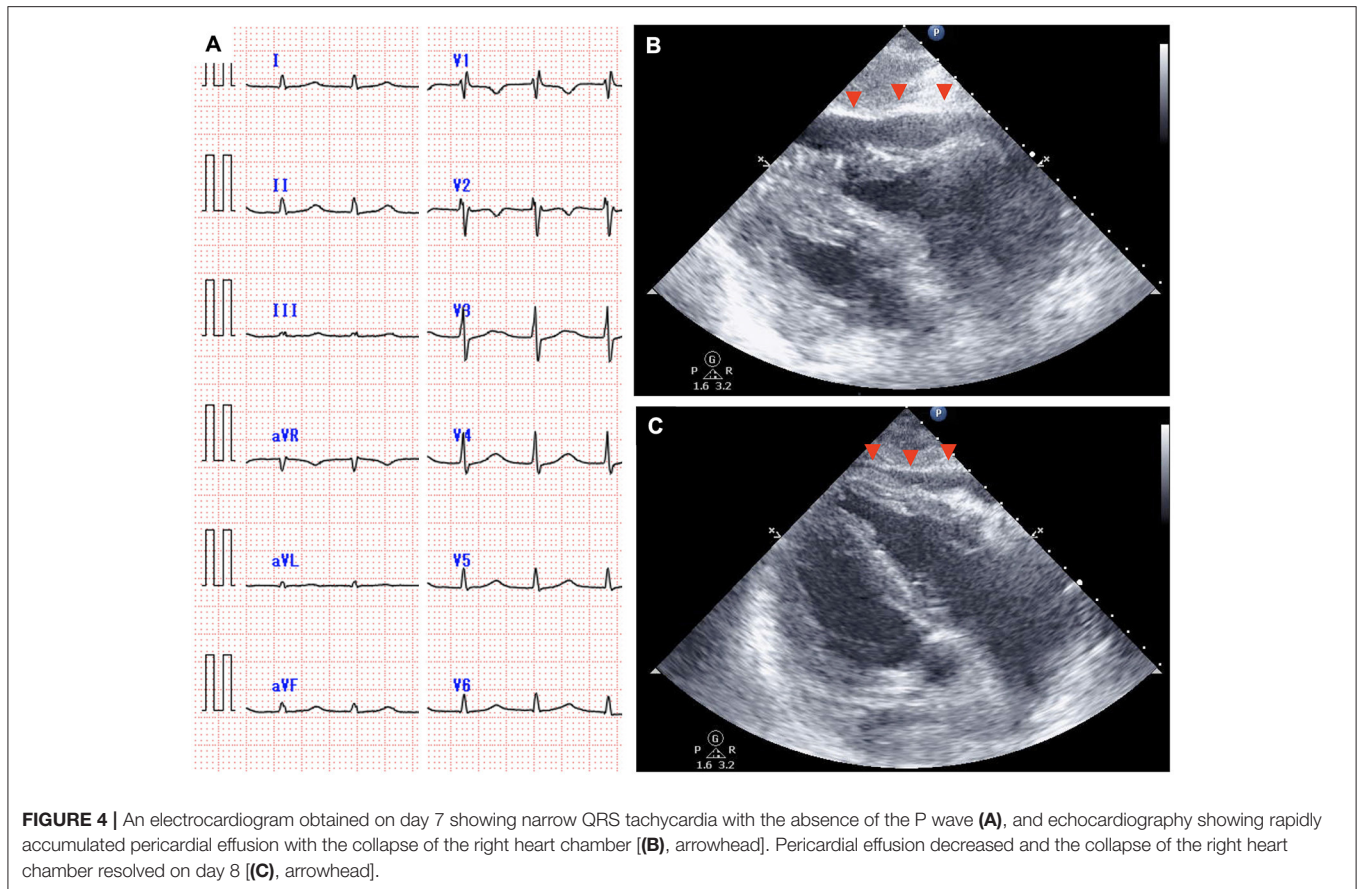 A
I
V1
II
V2
III
V3
aVR
V4
aVL
V5
aVF
V6
B
P
G
P R
1.6 3.2
C
P
G
P R
1.6 3.2
FIGURE 4 | An electrocardiogram obtained on day 7 showing narrow QRS tachycardia with the absence of the P wave (A), and echocardiography showing rapidly
accumulated pericardial effusion with the collapse of the right heart chamber [(B), arrowhead]. Pericardial effusion decreased and the collapse of the right heart
chamber resolved on day 8 [(C), arrowhead].